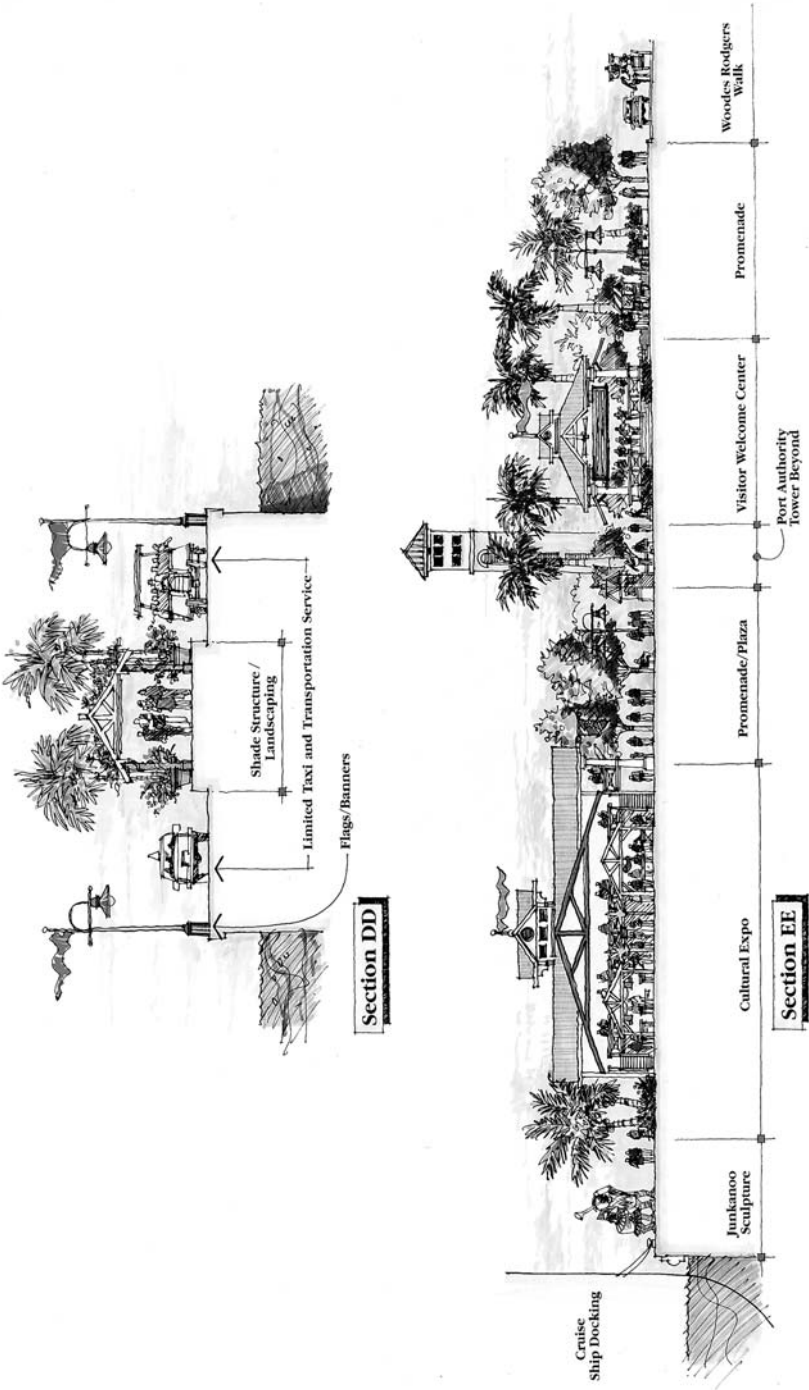 Shade Structure /
Landscaping
Limited Taxi and Transportation Service
Flags/Banners
Section DD
Cruise
Ship Docking
Junkanoo
Sculpture
Cultural Expo
Promenade/Plaza
Visitor Welcome Center
Promenade
Woodes Rodgers
Walk
Port Authority
Tower Beyond
Section EE